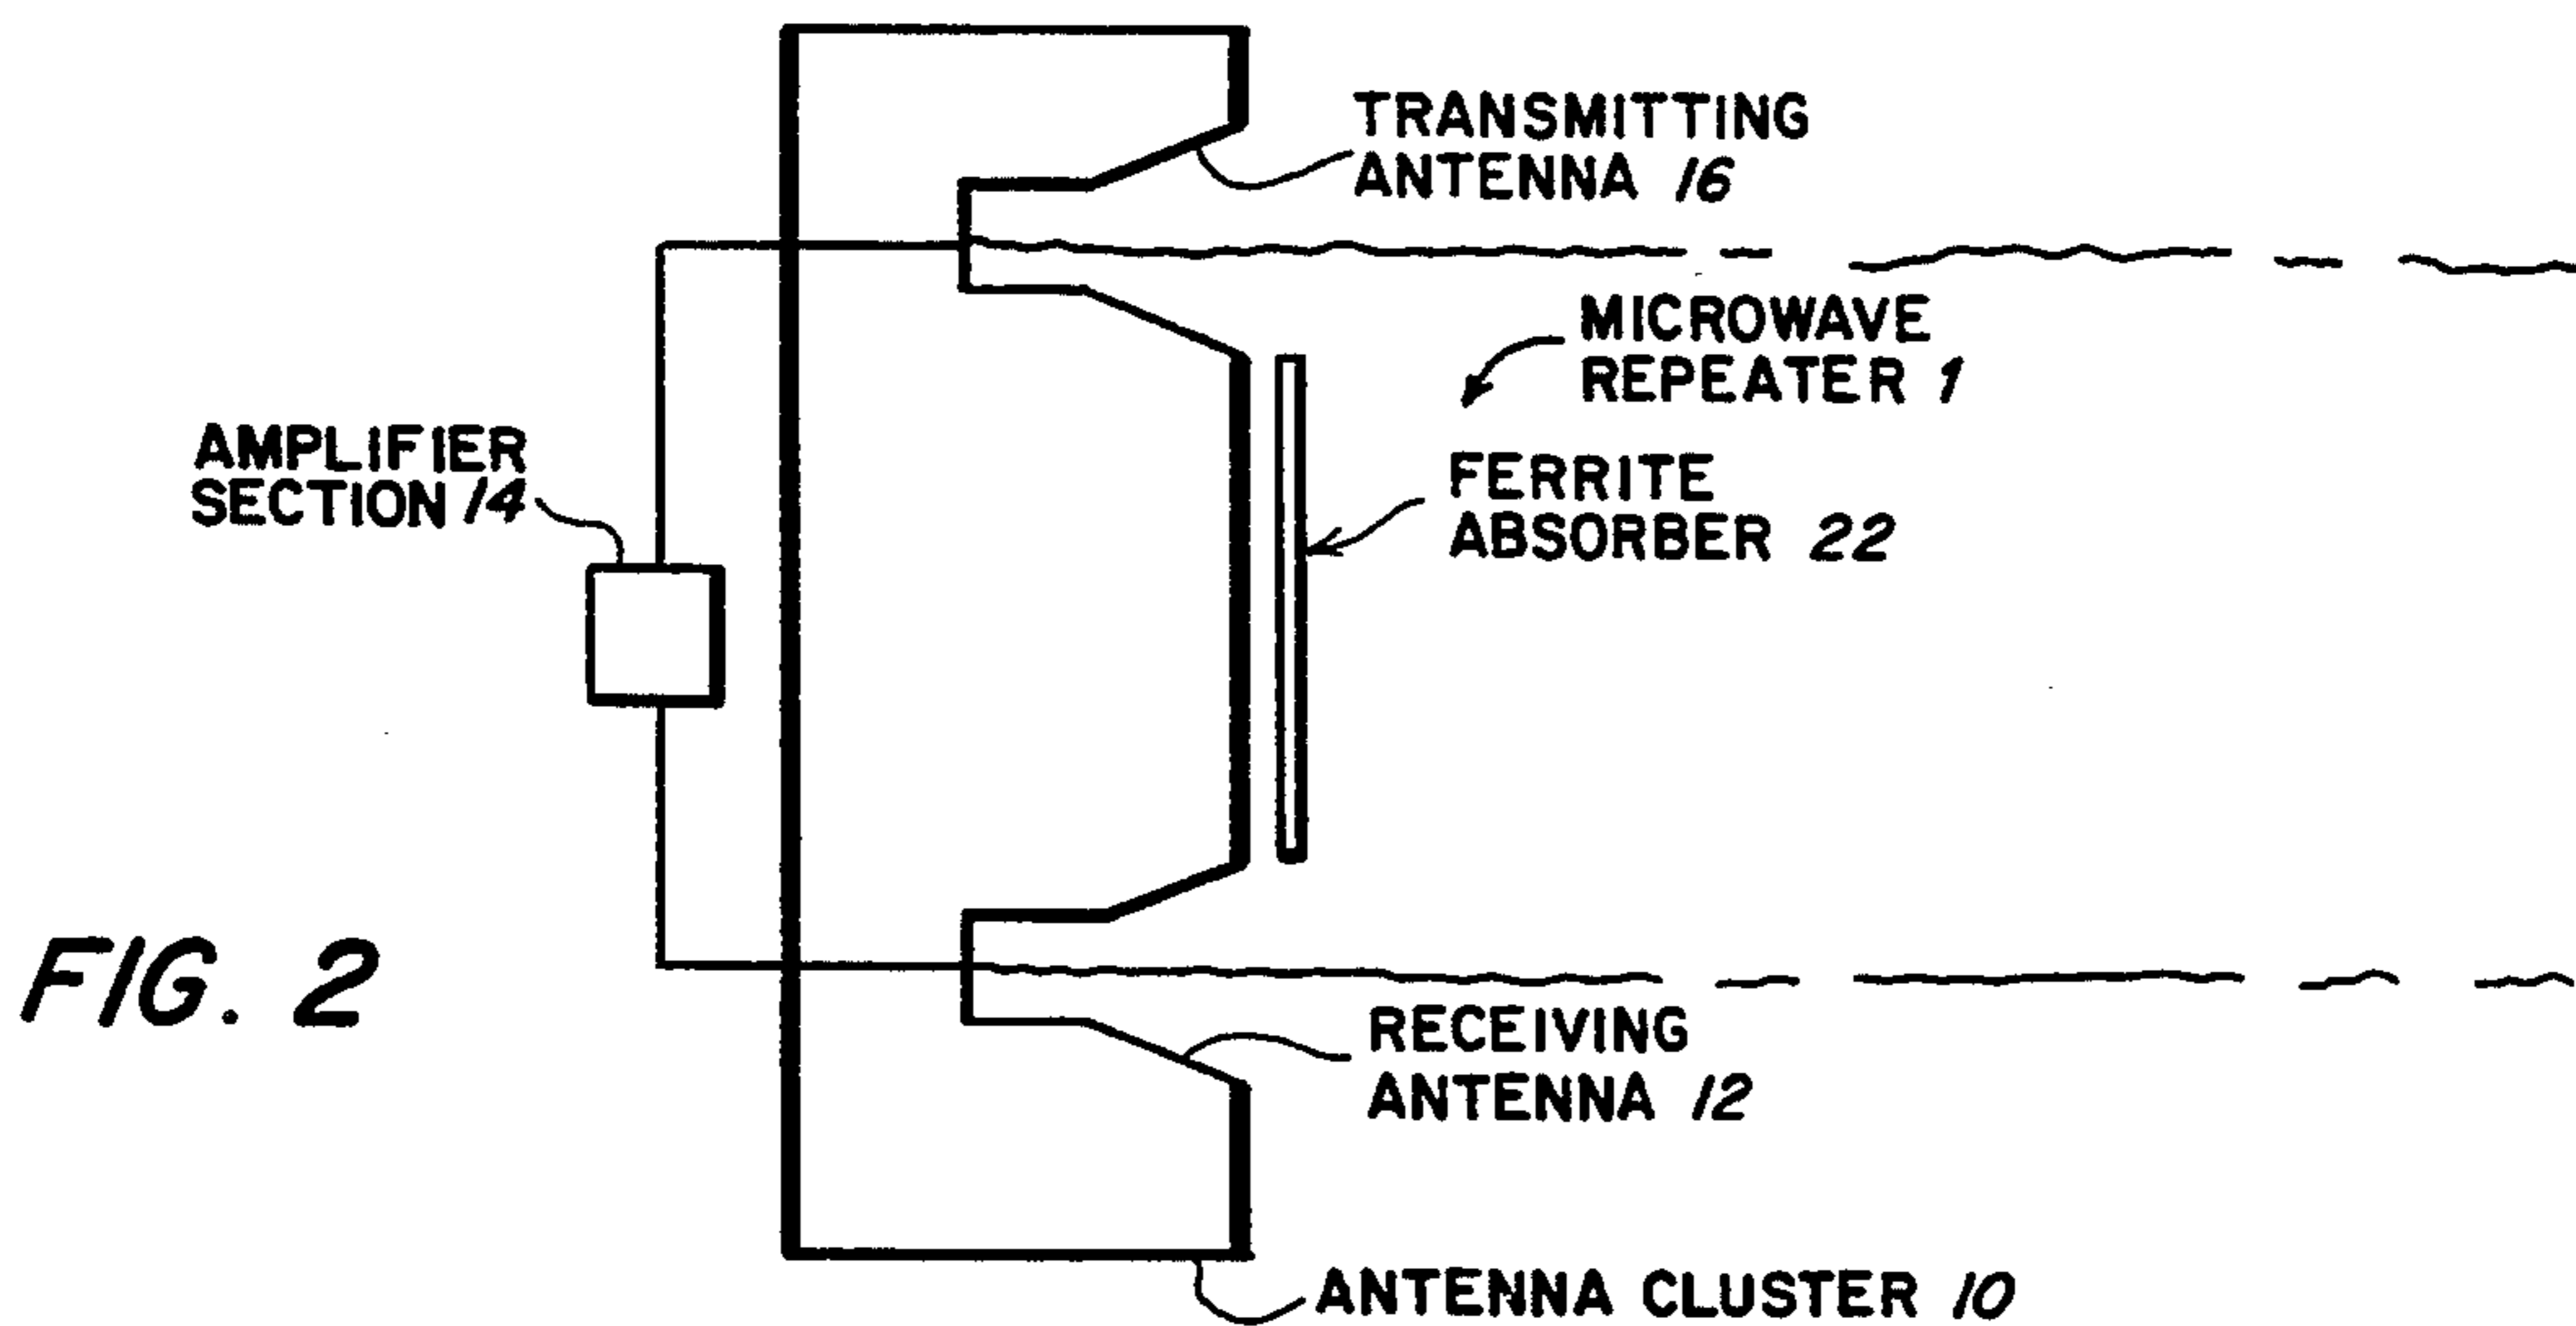 TRANSMITTING
ANTENNA 16
MICROWAVE
REPEATER 1
AMPLIFIER
SECTION 14
FERRITE
ABSORBER 22
FIG. 2
RECEIVING
ANTENNA 12
ANTENNA CLUSTER 10